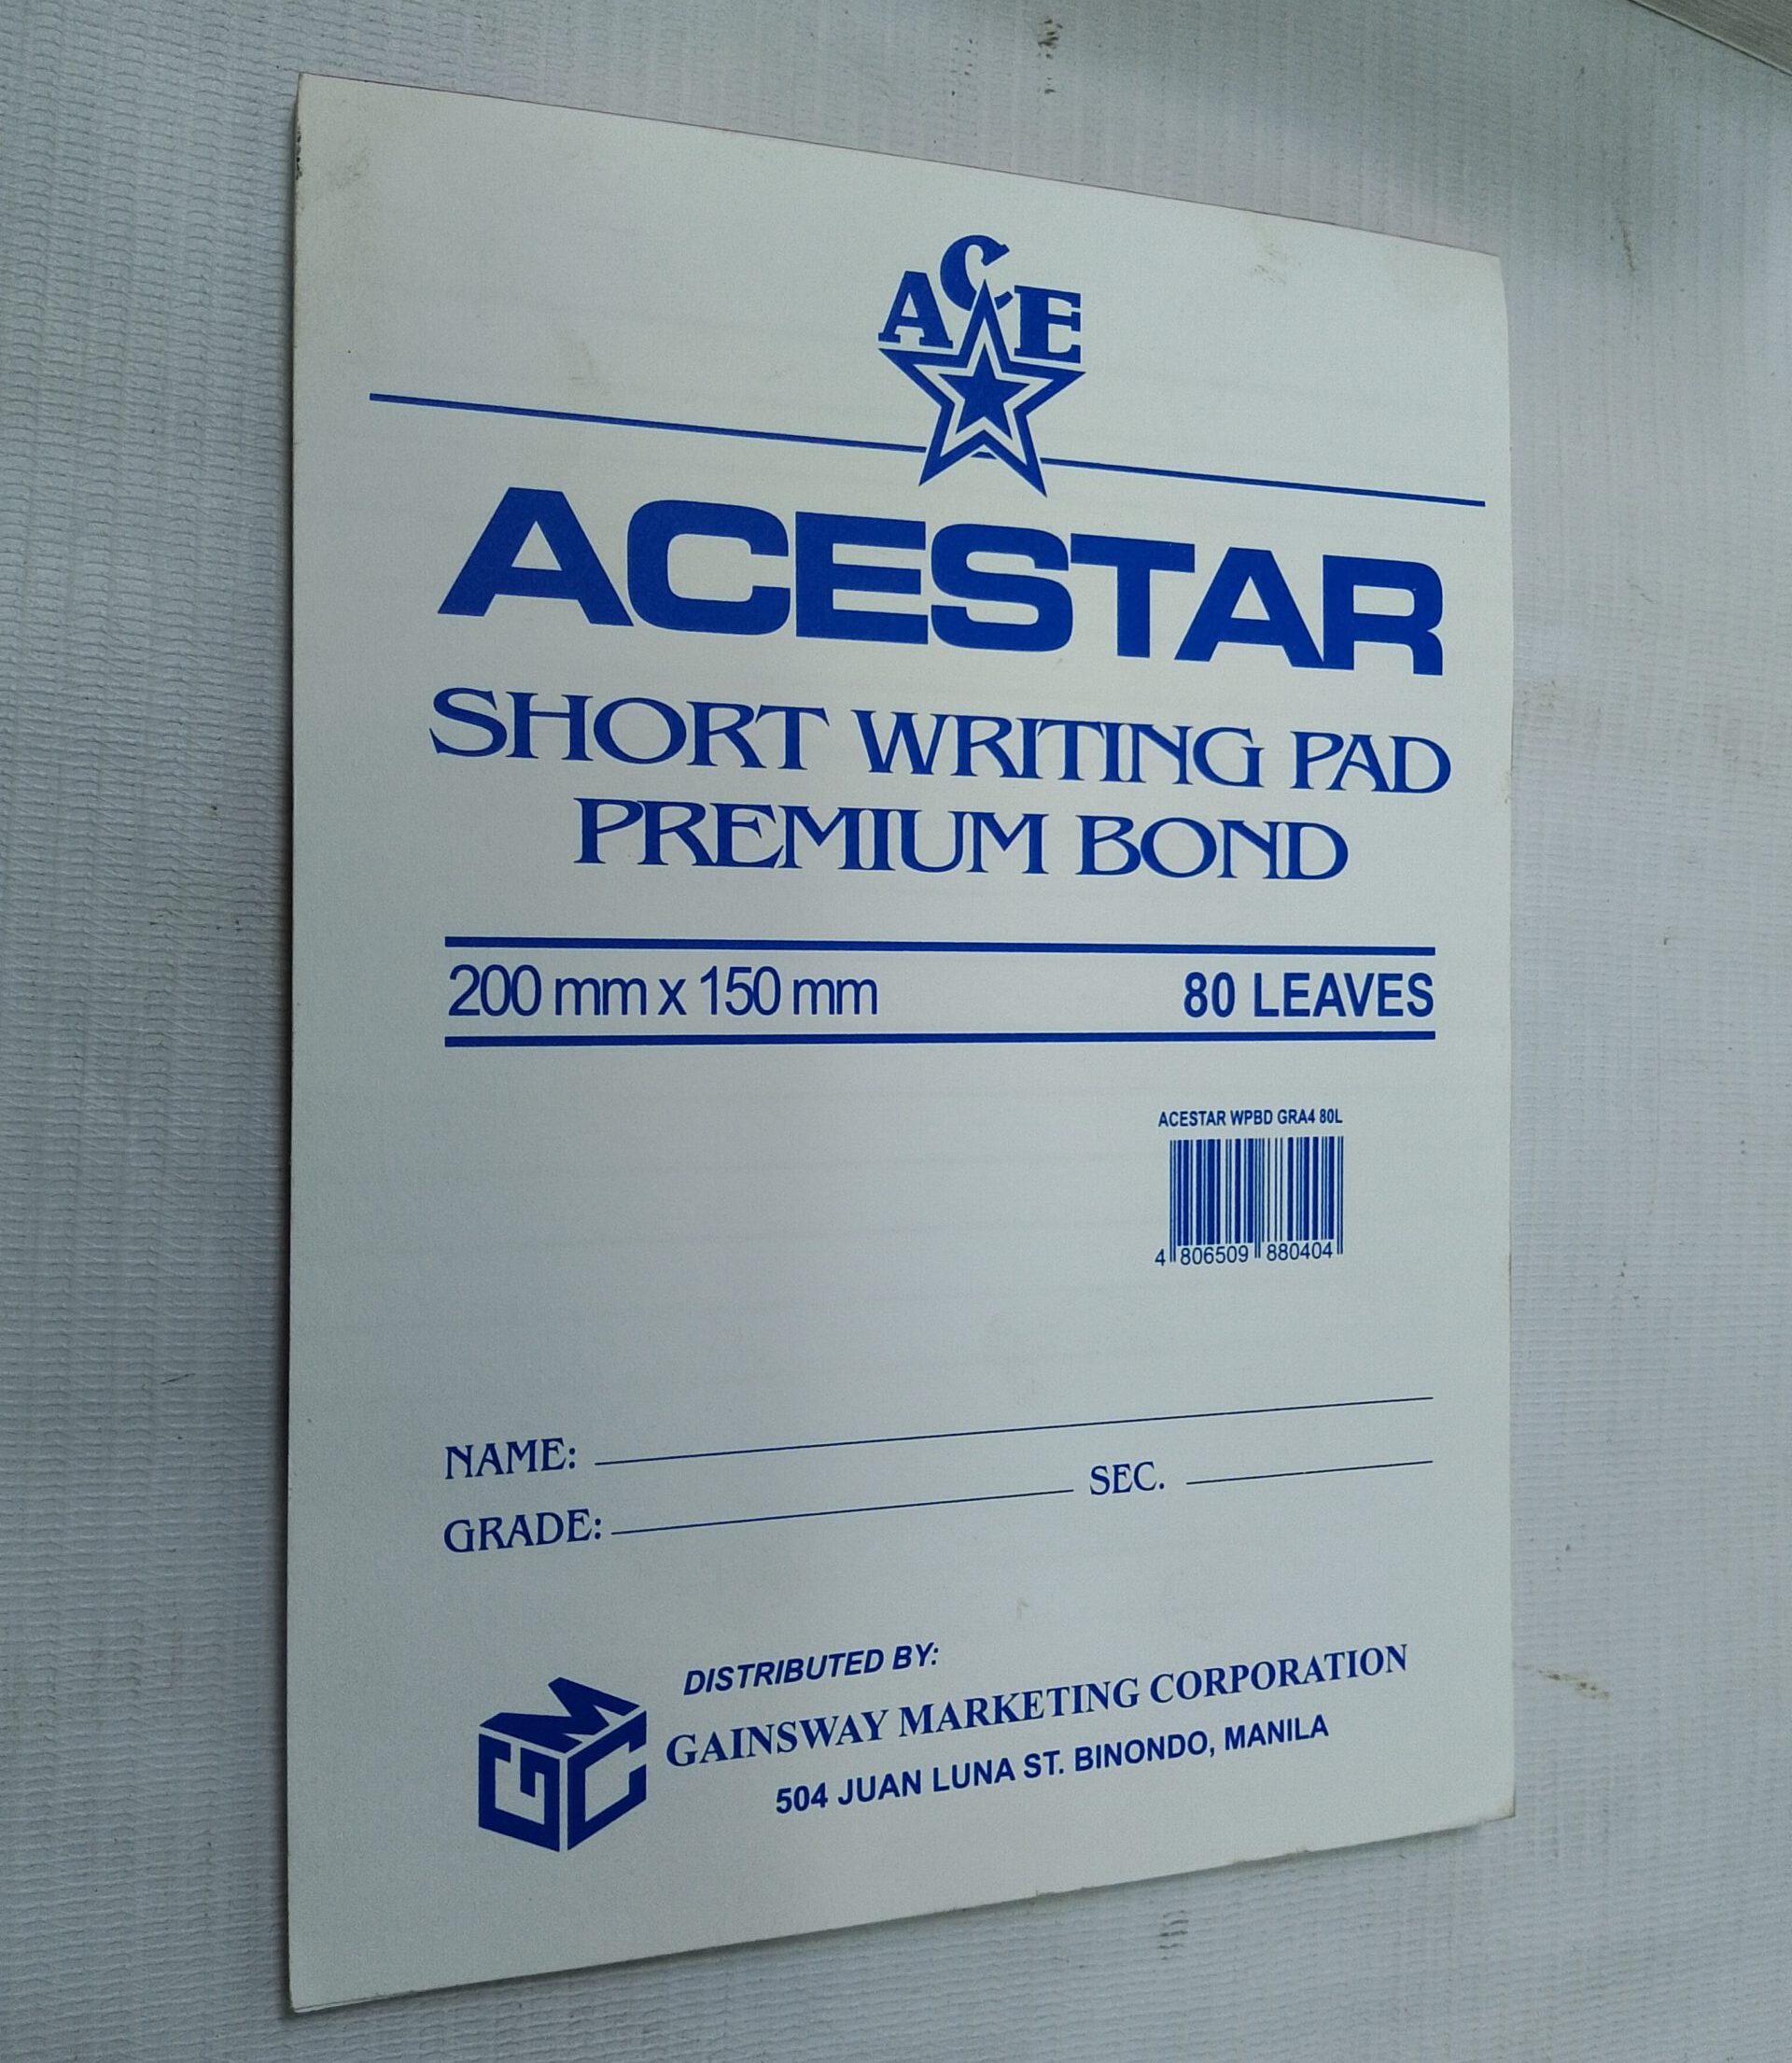 ACE
ACESTAR
SHORT WRITING PAD
PREMIUM BOND
200 mm x 150 mm 80 LEAVES
ACESTAR WPBD GRA4 80L
4 806509 880404
NAME:
GRADE: SEC.
GMC
DISTRIBUTED BY:
GAINSWAY MARKETING CORPORATION
504 JUAN LUNA ST. BINONDO, MANILA